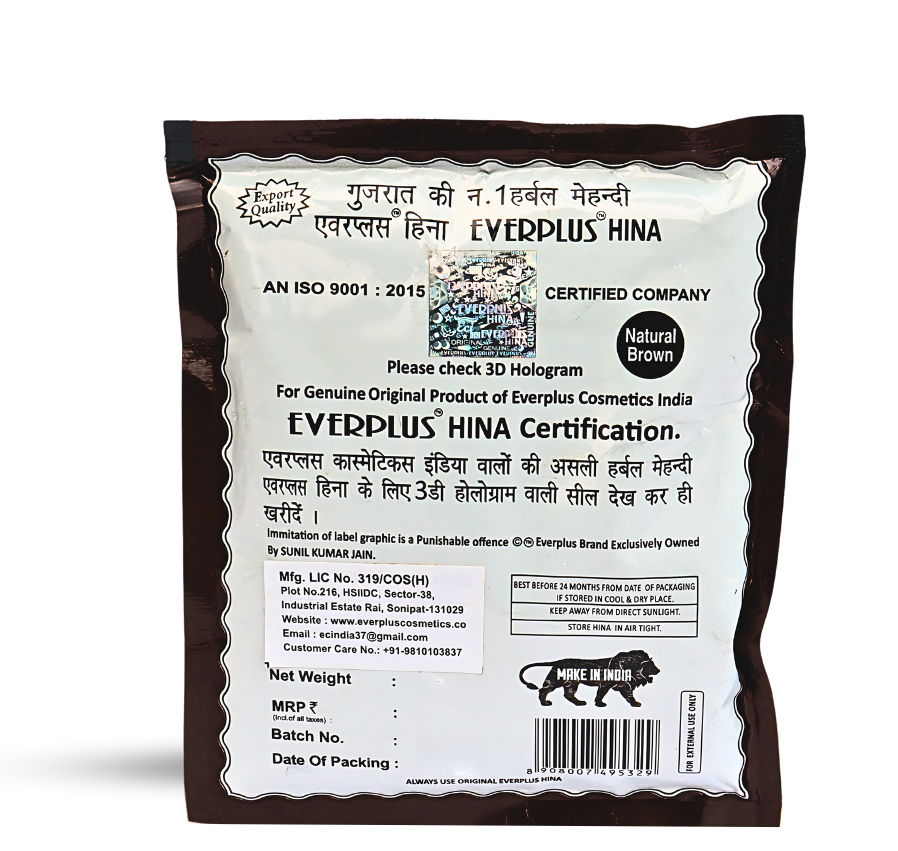 Export
Quality
गुजरात की न.1हर्बल मेहन्दी
एवरप्लस™ हिना EVERPLUS™ HINA
AN ISO 9001 : 2015 CERTIFIED COMPANY
EVERPLUS
HINA
GENUINE
ORIGINAL
Natural
Brown
Please check 3D Hologram
For Genuine Original Product of Everplus Cosmetics India
EVERPLUS™ HINA Certification.
एवरप्लस कास्मेटिकस इंडिया वालों की असली हर्बल मेहन्दी
एवरप्लस हिना के लिए 3डी होलोग्राम वाली सील देख कर ही
खरीदें ।
Immitation of label graphic is a Punishable offence ©™ Everplus Brand Exclusively Owned
By SUNIL KUMAR JAIN.
Mfg. LIC No. 319/COS(H)
Plot No.216, HSIIDC, Sector-38,
Industrial Estate Rai, Sonipat-131029
Website : www.everpluscosmetics.co
Email : ecindia37@gmail.com
Customer Care No.: +91-9810103837
BEST BEFORE 24 MONTHS FROM DATE OF PACKAGING
IF STORED IN COOL & DRY PLACE.
KEEP AWAY FROM DIRECT SUNLIGHT.
STORE HINA IN AIR TIGHT.
Net Weight :
MRP ₹ :
(Incl.of all taxes) :
Batch No. :
Date Of Packing :
MAKE IN INDIA
FOR EXTERNAL USE ONLY
8 908007 495329
ALWAYS USE ORIGINAL EVERPLUS HINA